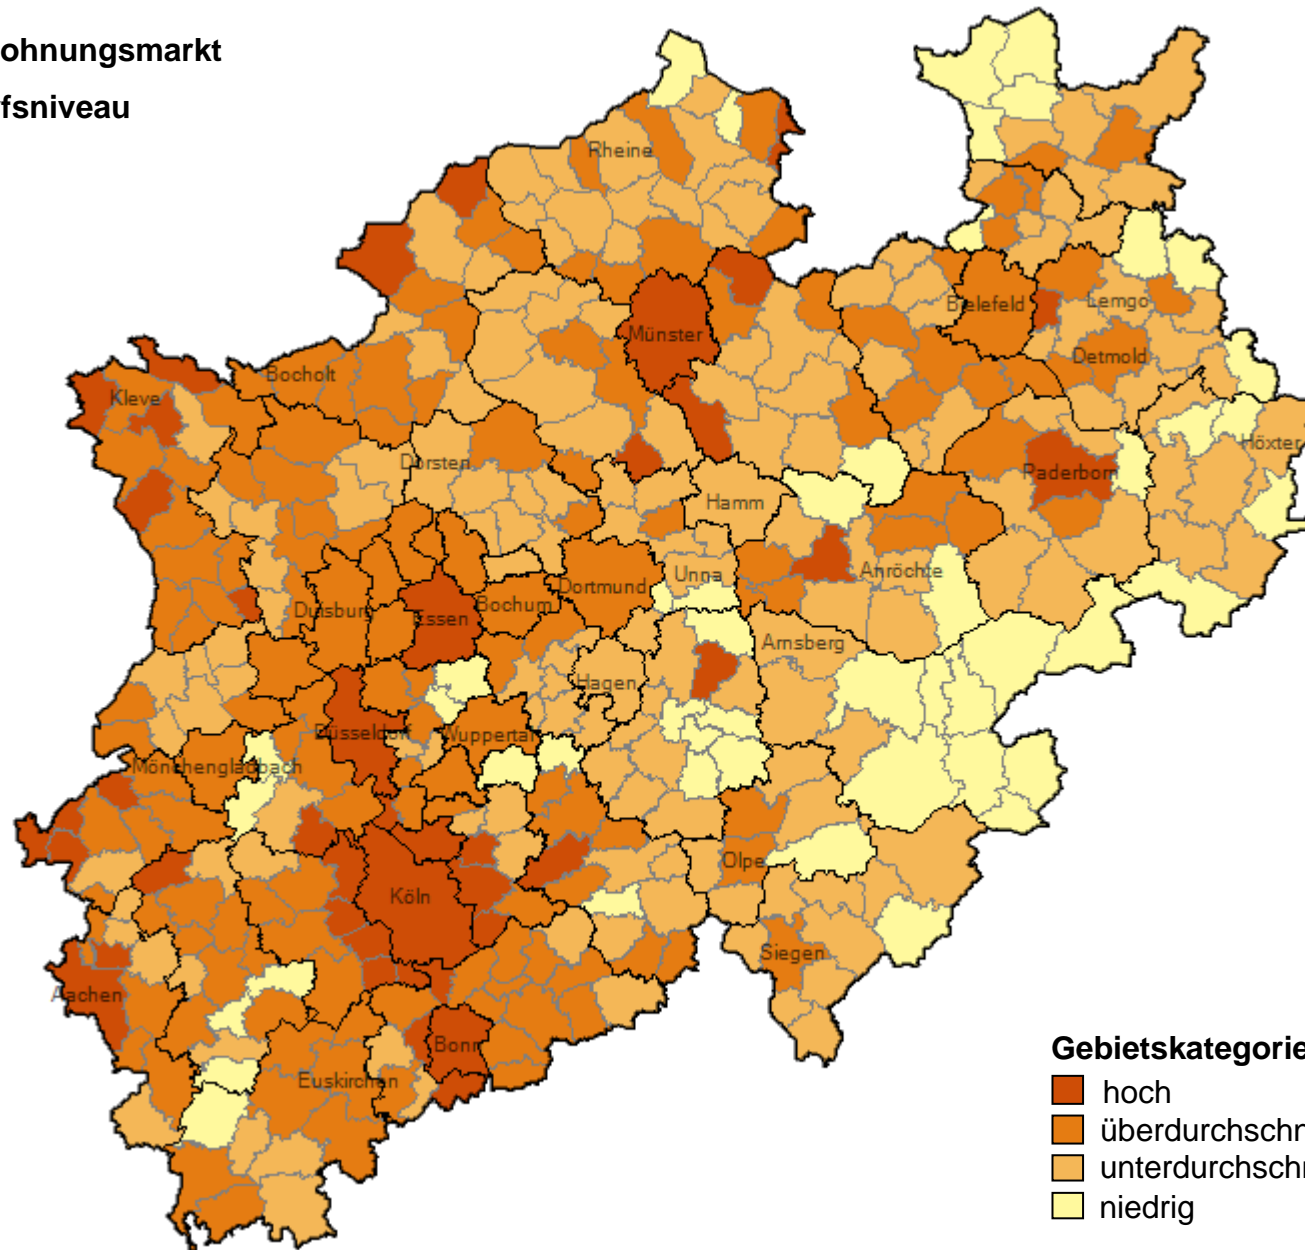 ohnungsmarkt
fsniveau
Rheine
Bielefeld
Lemgo
Münster
Detmold
Bocholt
Kleve
Höxter
Dorsten
Paderborn
Hamm
Anröchte
Unna
Dortmund
Bochum
Duisburg
Essen
Arnsberg
Hagen
Düsseldorf
Wuppertal
Mönchengladbach
Olpe
Köln
Siegen
Aachen
Bonn
Euskirchen
Gebietskategorie
hoch
überdurchschn
unterdurchschn
niedrig